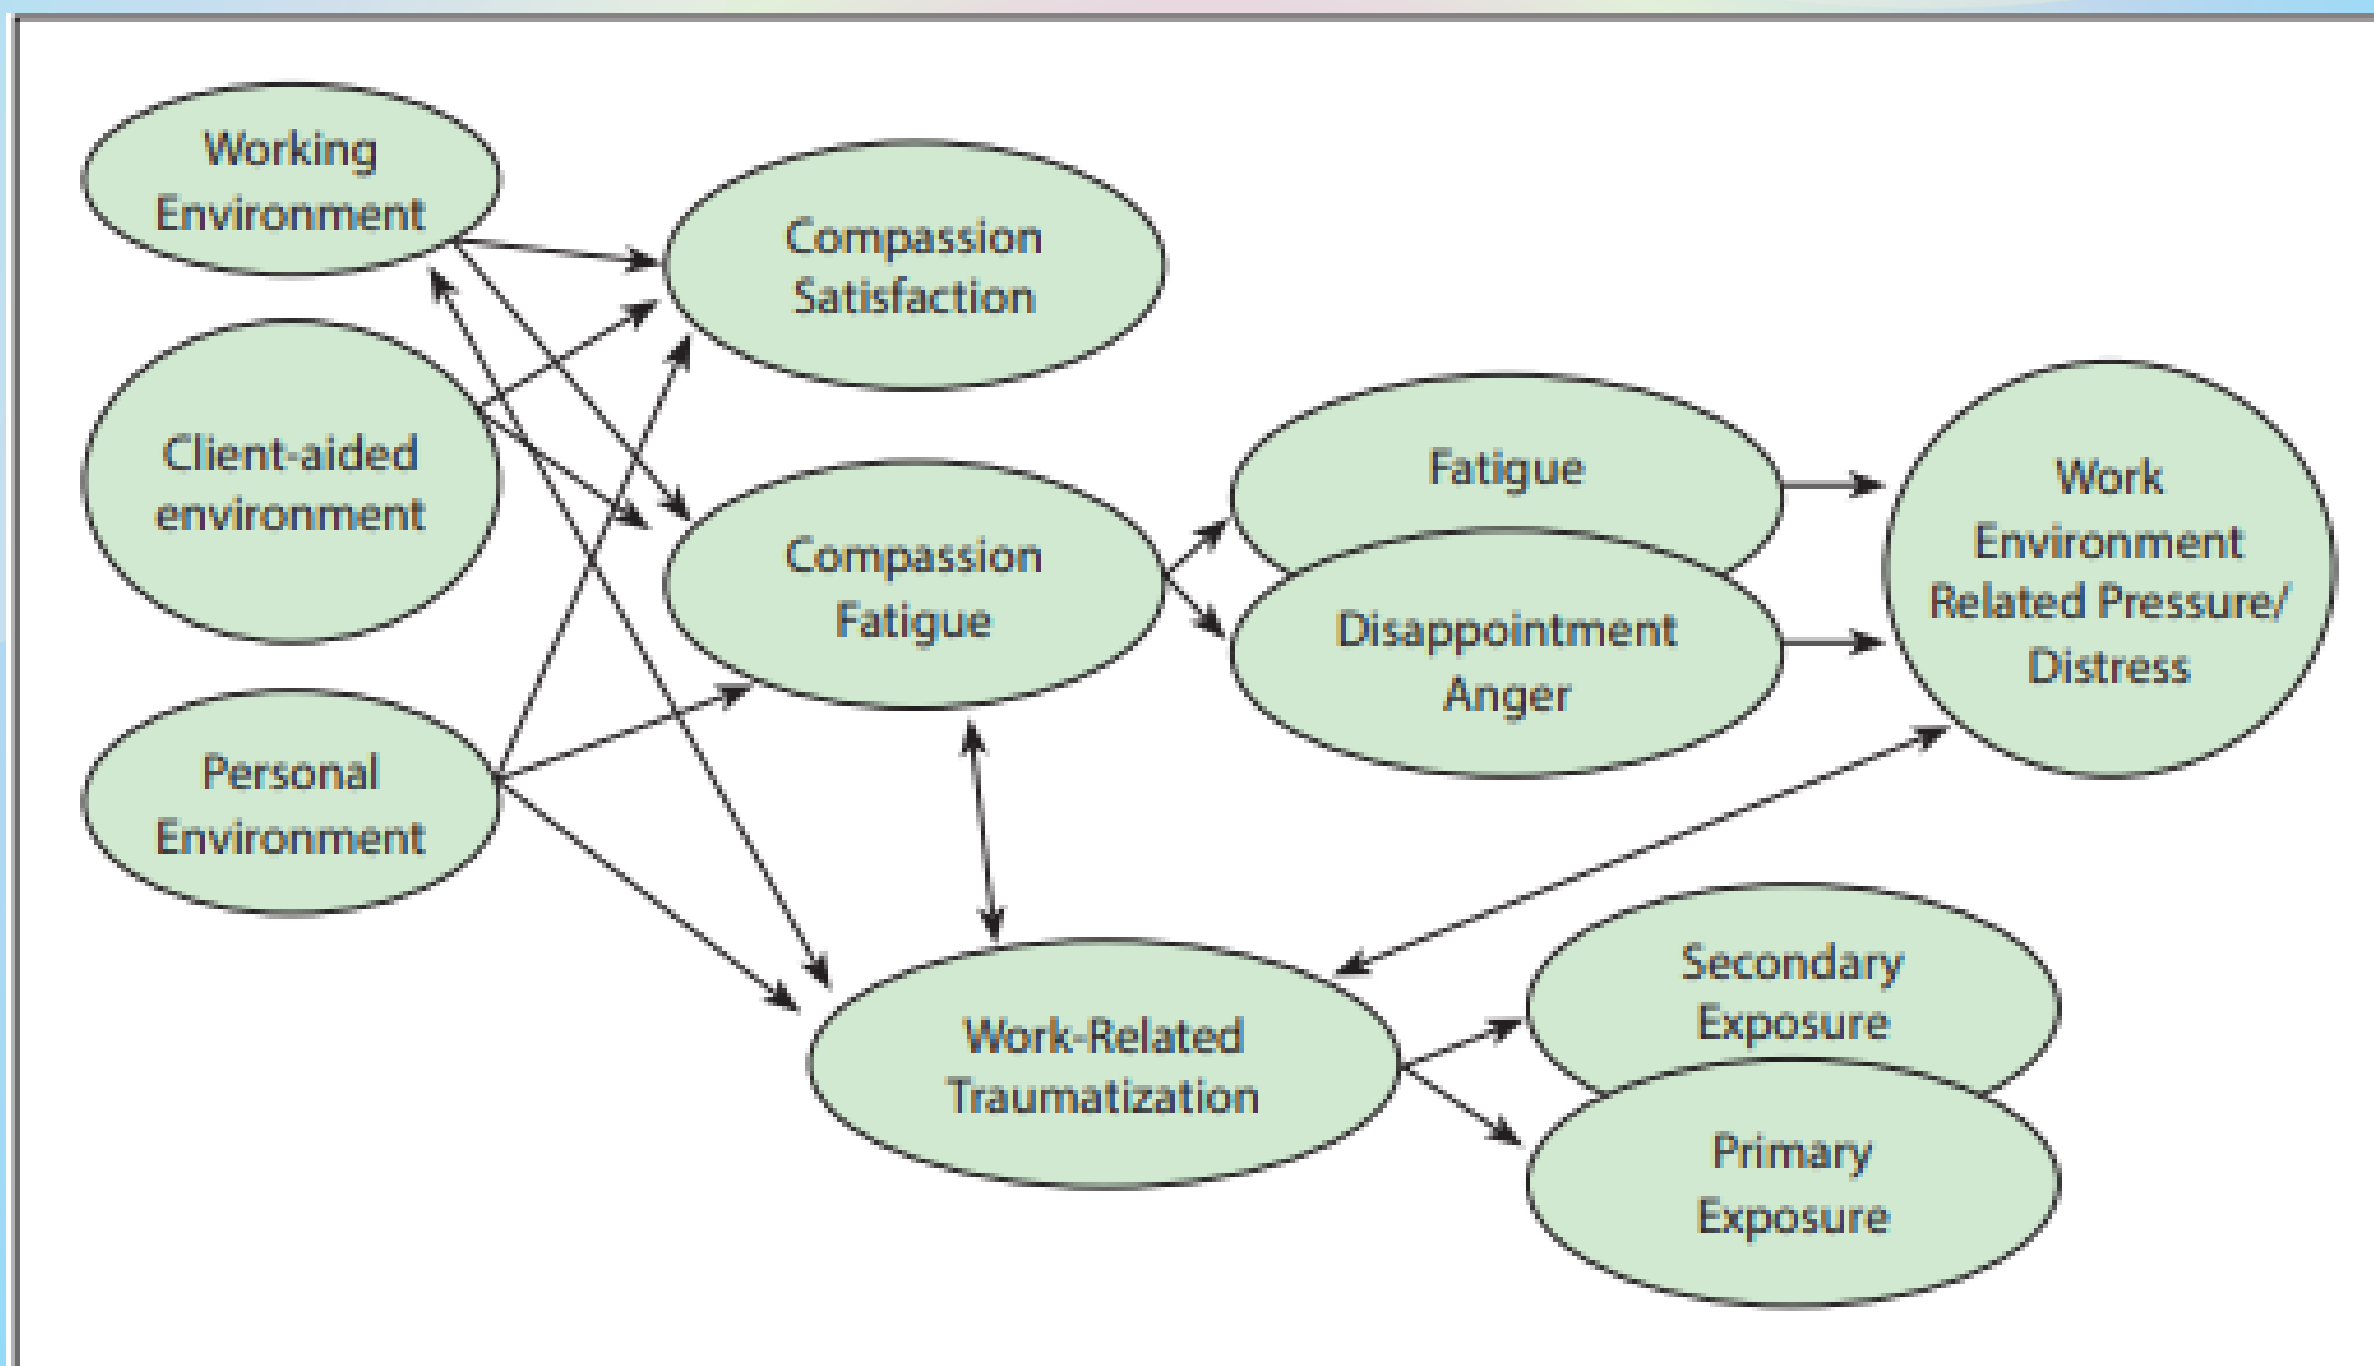 Working
Environment
Compassion
Satisfaction
Client-aided
environment
Fatigue
Work
Environment
Related Pressure/
Distress
Compassion
Fatigue
Disappointment
Anger
Personal
Environment
Secondary
Exposure
Work-Related
Traumatization
Primary
Exposure